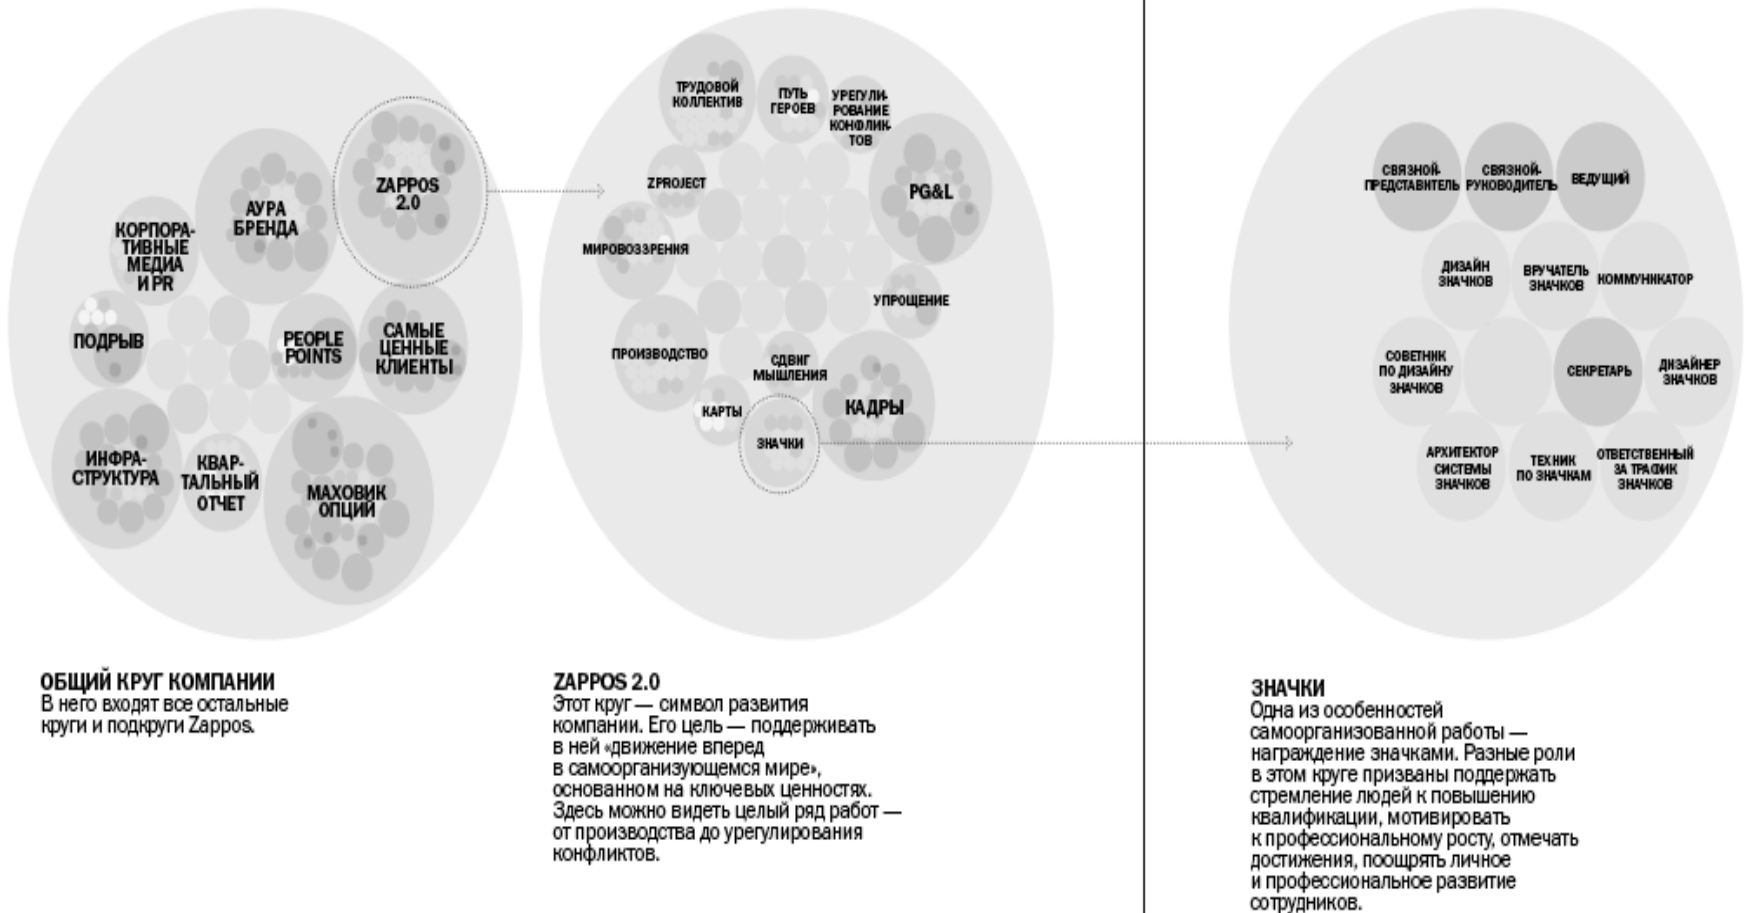 ZAPPOS
2.0
АУРА
БРЕНДА
КОРПОРА-
ТИВНЫЕ
МЕДИА
И PR
ПОДРЫВ
PEOPLE
POINTS
САМЫЕ
ЦЕННЫЕ
КЛИЕНТЫ
ИНФРА-
СТРУКТУРА
КВАР-
ТАЛЬНЫЙ
ОТЧЕТ
МАХОВИК
ОПЦИЙ
ОБЩИЙ КРУГ КОМПАНИИ
В него входят все остальные
круги и подкруги Zappos.
ТРУДОВОЙ
КОЛЛЕКТИВ
ПУТЬ
ГЕРОЕВ
УРЕГУЛИ-
РОВАНИЕ
КОНФЛИК-
ТОВ
ZPROJECT
PG&L
МИРОВОЗЗРЕНИЯ
УПРОЩЕНИЕ
ПРОИЗВОДСТВО
СДВИГ
МЫШЛЕНИЯ
КАРТЫ
КАДРЫ
ЗНАЧКИ
ZAPPOS 2.0
Этот круг — символ развития
компании. Его цель — поддерживать
в ней «движение вперед
в самоорганизующемся мире»,
основанном на ключевых ценностях.
Здесь можно видеть целый ряд работ —
от производства до урегулирования
конфликтов.
СВЯЗНОЙ-
ПРЕДСТАВИТЕЛЬ
СВЯЗНОЙ-
РУКОВОДИТЕЛЬ
ВЕДУЩИЙ
ДИЗАЙН
ЗНАЧКОВ
ВРУЧАТЕЛЬ
ЗНАЧКОВ
КОММУНИКАТОР
СОВЕТНИК
ПО ДИЗАЙНУ
ЗНАЧКОВ
СЕКРЕТАРЬ
ДИЗАЙНЕР
ЗНАЧКОВ
АРХИТЕКТОР
СИСТЕМЫ
ЗНАЧКОВ
ТЕХНИК
ПО ЗНАЧКАМ
ОТВЕТСТВЕННЫЙ
ЗА ТРАФИК
ЗНАЧКОВ
ЗНАЧКИ
Одна из особенностей
самоорганизованной работы —
награждение значками. Разные роли
в этом круге призваны поддержать
стремление людей к повышению
квалификации, мотивировать
к профессиональному росту, отмечать
достижения, поощрять личное
и профессиональное развитие
сотрудников.